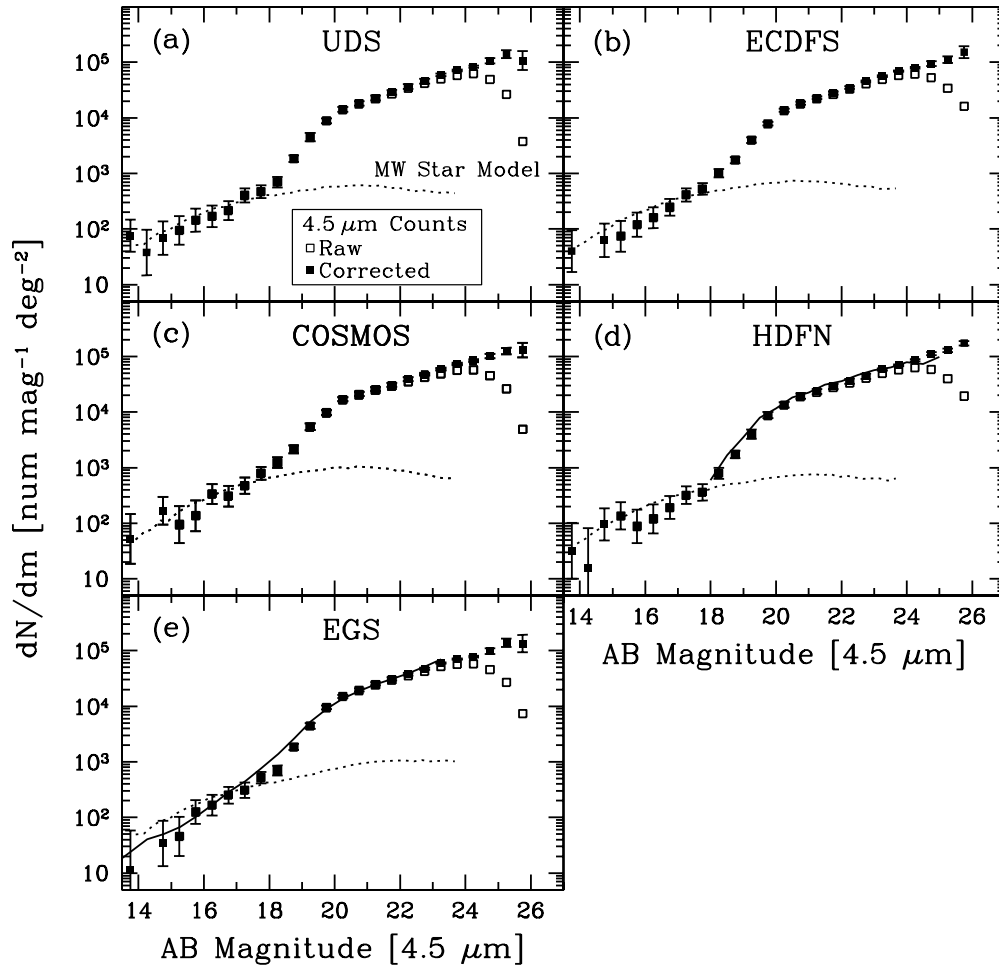 (a) UDS
(b) ECDFS
10⁵
10⁴
10³
10²
10
MW Star Model
4.5 μm Counts
Raw
Corrected
(c) COSMOS
(d) HDFN
10⁵
10⁴
10³
10²
10
14 16 18 20 22 24 26
AB Magnitude [4.5 μm]
(e) EGS
10⁵
10⁴
10³
10²
10
14 16 18 20 22 24 26
AB Magnitude [4.5 μm]
dN/dm [num mag⁻¹ deg⁻²]